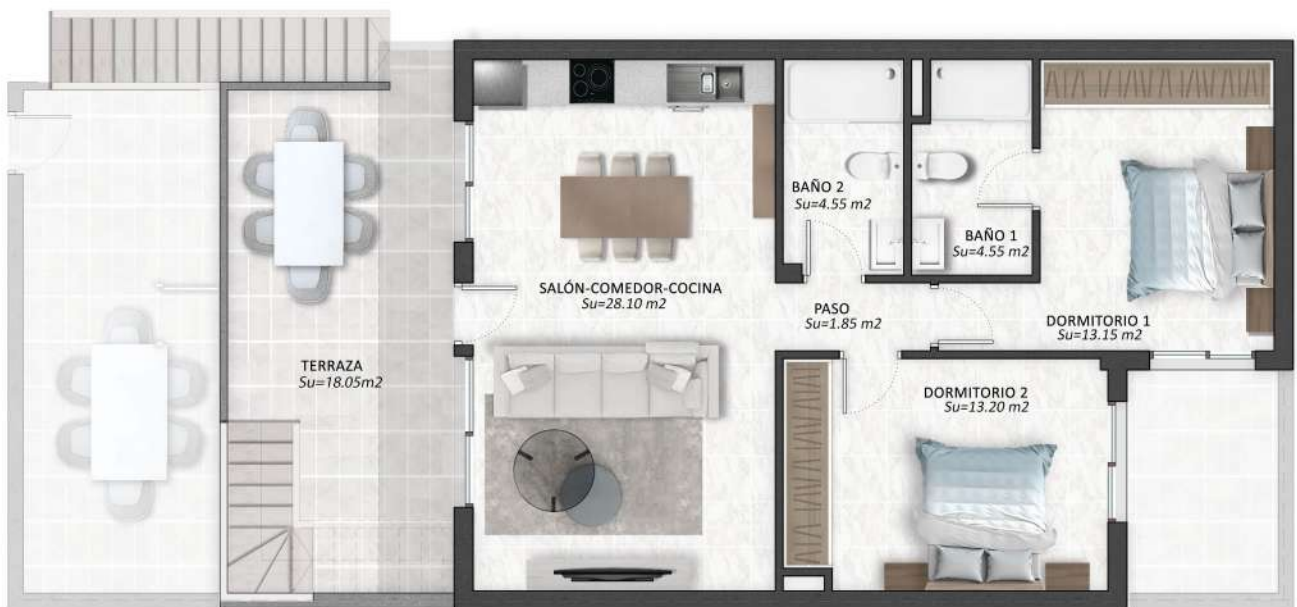 BAÑO 2
Su=4.55 m2
BAÑO 1
Su=4.55 m2
SALÓN-COMEDOR-COCINA
Su=28.10 m2
PASO
Su=1.85 m2
DORMITORIO 1
Su=13.15 m2
TERRAZA
Su=18.05m2
DORMITORIO 2
Su=13.20 m2